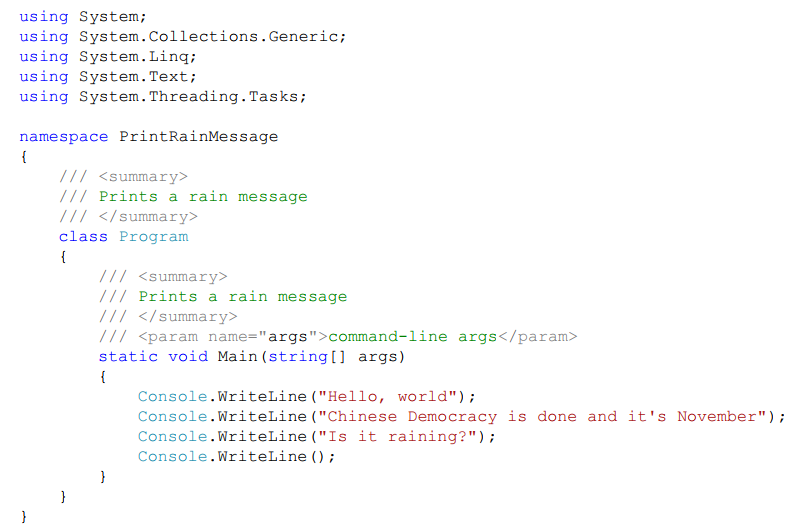 using System;
using System.Collections.Generic;
using System.Linq;
using System.Text;
using System.Threading.Tasks;

namespace PrintRainMessage
{
    /// <summary>
    /// Prints a rain message
    /// </summary>
    class Program
    {
        /// <summary>
        /// Prints a rain message
        /// </summary>
        /// <param name="args">command-line args</param>
        static void Main(string[] args)
        {
            Console.WriteLine("Hello, world");
            Console.WriteLine("Chinese Democracy is done and it's November");
            Console.WriteLine("Is it raining?");
            Console.WriteLine();
        }
    }
}